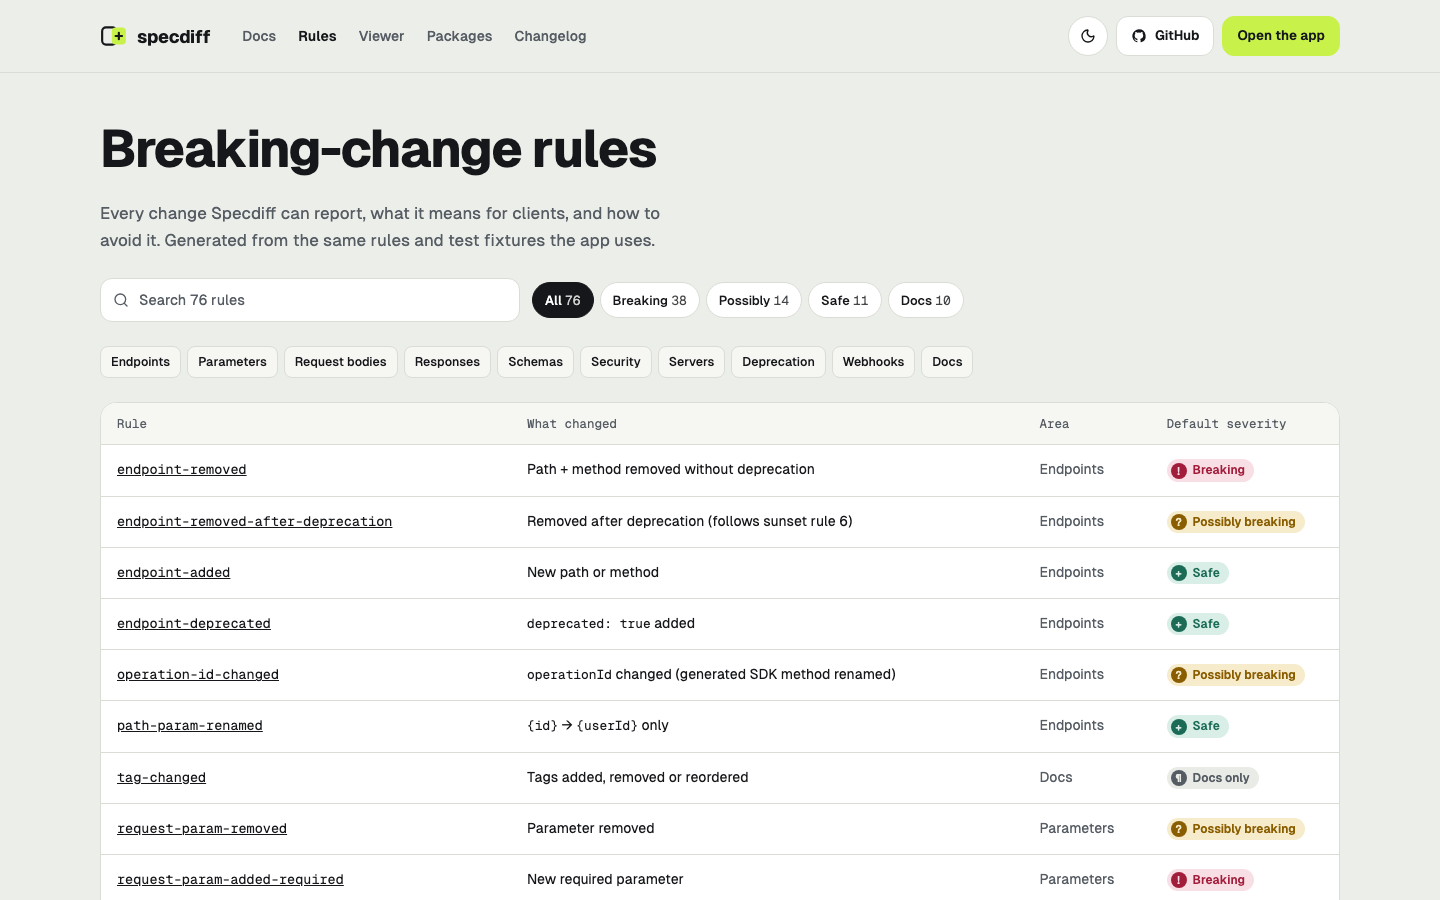 specdiff Docs Rules Viewer Packages Changelog GitHub Open the app
Breaking-change rules
Every change Specdiff can report, what it means for clients, and how to
avoid it. Generated from the same rules and test fixtures the app uses.
Search 76 rules All 76 Breaking 38 Possibly 14 Safe 11 Docs 10
Endpoints Parameters Request bodies Responses Schemas Security Servers Deprecation Webhooks Docs
Rule What changed Area Default severity
endpoint-removed Path + method removed without deprecation Endpoints ! Breaking
endpoint-removed-after-deprecation Removed after deprecation (follows sunset rule 6) Endpoints ? Possibly breaking
endpoint-added New path or method Endpoints + Safe
endpoint-deprecated deprecated: true added Endpoints + Safe
operation-id-changed operationId changed (generated SDK method renamed) Endpoints ? Possibly breaking
path-param-renamed {id} → {userId} only Endpoints + Safe
tag-changed Tags added, removed or reordered Docs ¶ Docs only
request-param-removed Parameter removed Parameters ? Possibly breaking
request-param-added-required New required parameter Parameters ! Breaking